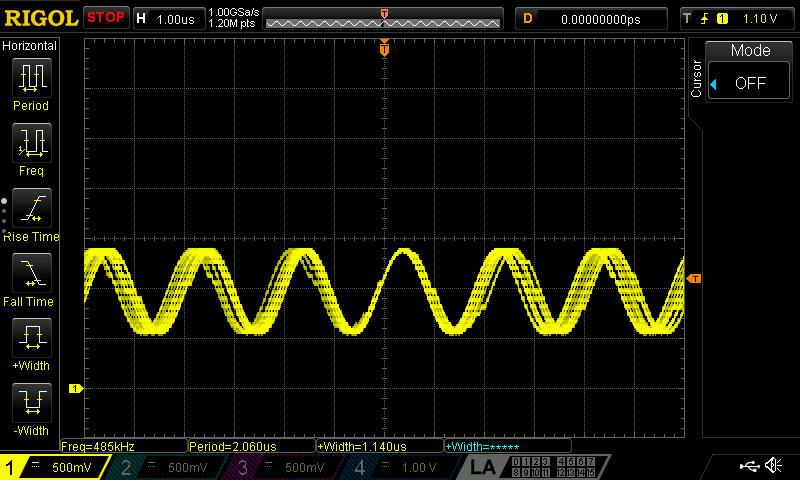 RIGOL STOP H 1.00us 1.00GSa/s 1.20M pts T D 0.00000000ps T 1 1.10 V
Horizontal
Period
Freq
Rise Time
Fall Time
+Width
-Width
T
T
1
Cursor
Mode
OFF
Freq=485kHz Period=2.060us +Width=1.140us +Width=*****
1 500mV 2 500mV 3 500mV 4 1.00 V LA 0 1 2 3 4 5 6 7
8 9 10 11 12 13 14 15